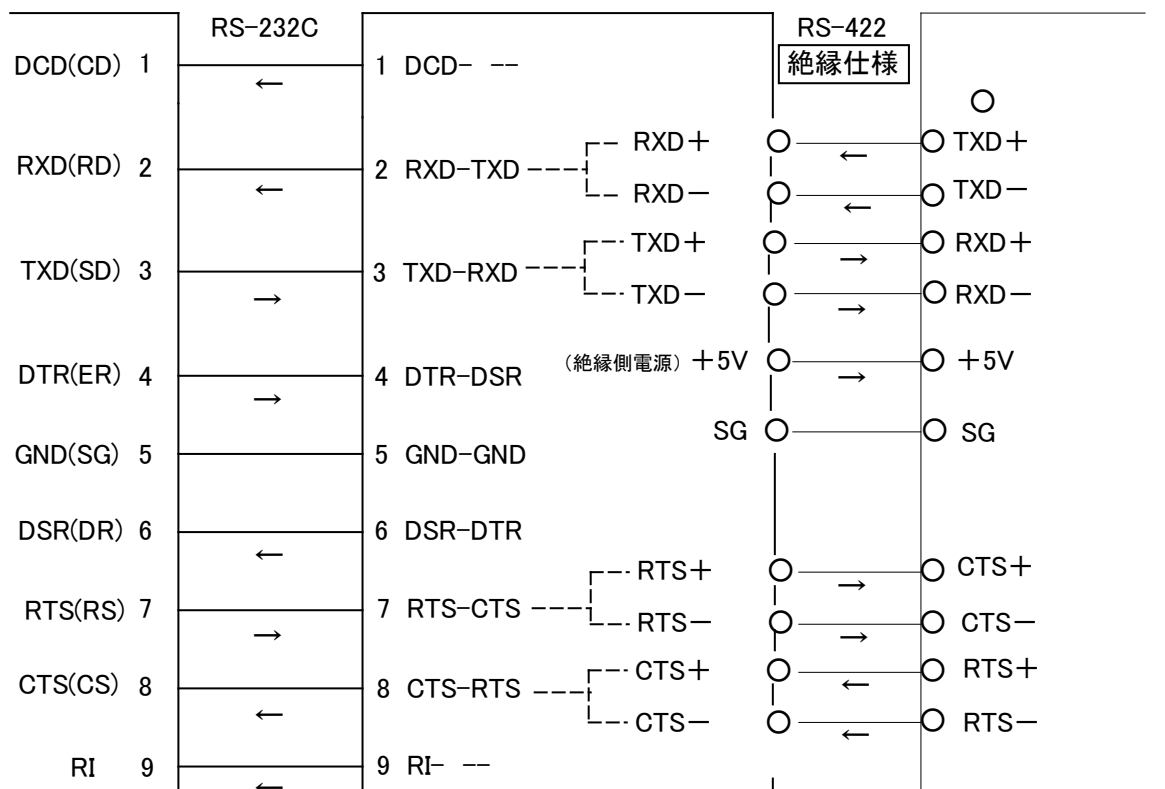 RS-232C RS-422
絶縁仕様
DCD(CD) 1 ← 1 DCD- --
RXD+ TXD+
←
RXD(RD) 2 ← 2 RXD-TXD
RXD− ← TXD−
TXD+ → RXD+
TXD(SD) 3 → 3 TXD-RXD
TXD− → RXD−
(絶縁側電源) +5V → +5V
DTR(ER) 4 → 4 DTR-DSR
SG SG
GND(SG) 5 5 GND-GND
DSR(DR) 6 ← 6 DSR-DTR
RTS+ → CTS+
RTS(RS) 7 → 7 RTS-CTS
RTS− → CTS−
CTS+ ← RTS+
CTS(CS) 8 ← 8 CTS-RTS
CTS− ← RTS−
RI 9 ← 9 RI- --